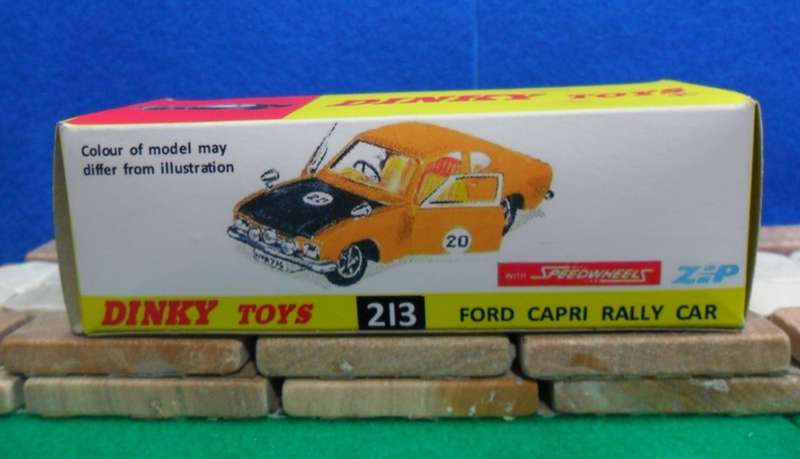 DINKY TOYS
Colour of model may
differ from illustration
20
20
WITH SPEEDWHEELS
ZIP
DINKY TOYS 213 FORD CAPRI RALLY CAR